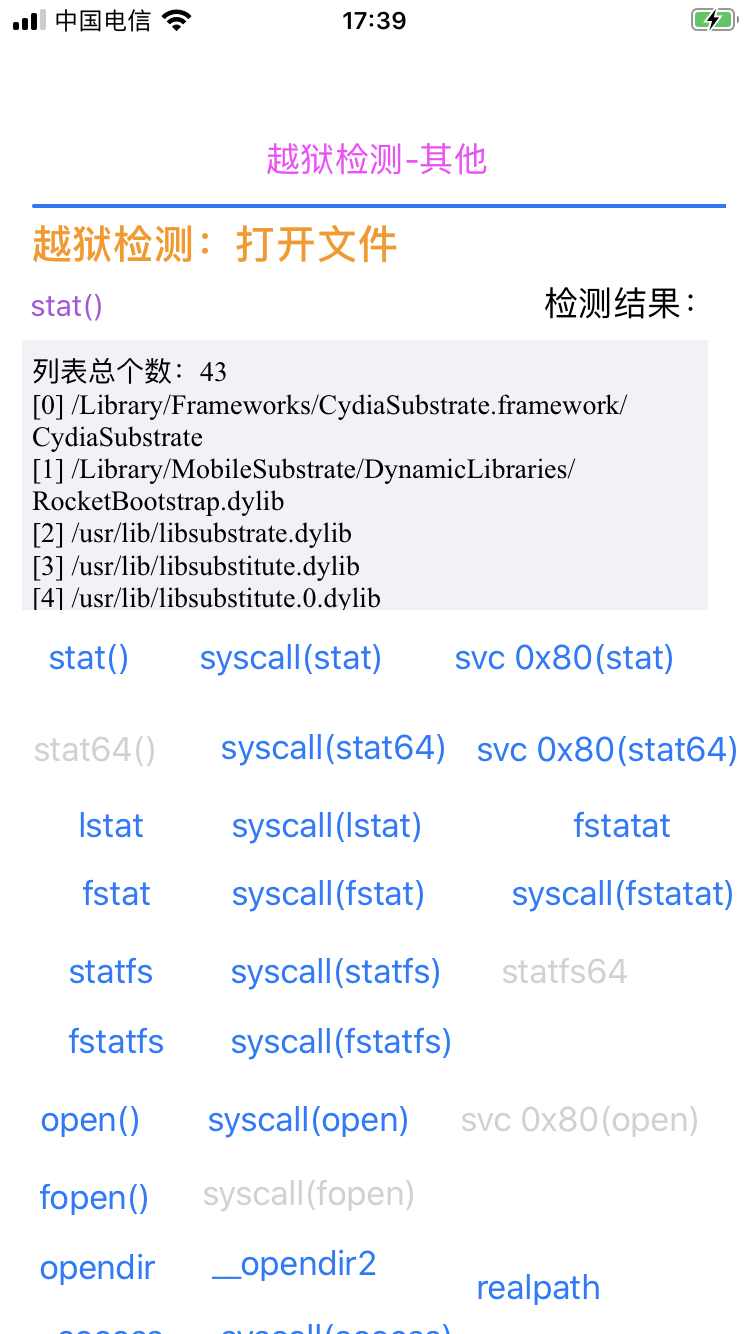 中国电信 17:39
越狱检测-其他
越狱检测：打开文件
stat() 检测结果：
列表总个数：43
[0] /Library/Frameworks/CydiaSubstrate.framework/
CydiaSubstrate
[1] /Library/MobileSubstrate/DynamicLibraries/
RocketBootstrap.dylib
[2] /usr/lib/libsubstrate.dylib
[3] /usr/lib/libsubstitute.dylib
[4] /usr/lib/libsubstitute.0.dylib
stat() syscall(stat) svc 0x80(stat)
stat64() syscall(stat64) svc 0x80(stat64)
lstat syscall(lstat) fstatat
fstat syscall(fstat) syscall(fstatat)
statfs syscall(statfs) statfs64
fstatfs syscall(fstatfs)
open() syscall(open) svc 0x80(open)
fopen() syscall(fopen)
opendir __opendir2 realpath